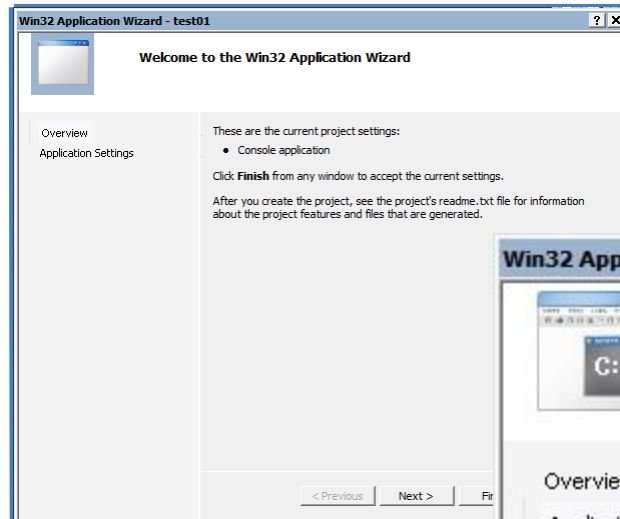 Win32 Application Wizard - test01
Welcome to the Win32 Application Wizard
Overview
Application Settings
These are the current project settings:
• Console application
Click Finish from any window to accept the current settings.
After you create the project, see the project's readme.txt file for information
about the project features and files that are generated.
Win32 App
C:
Overvie
< Previous
Next >
Fi